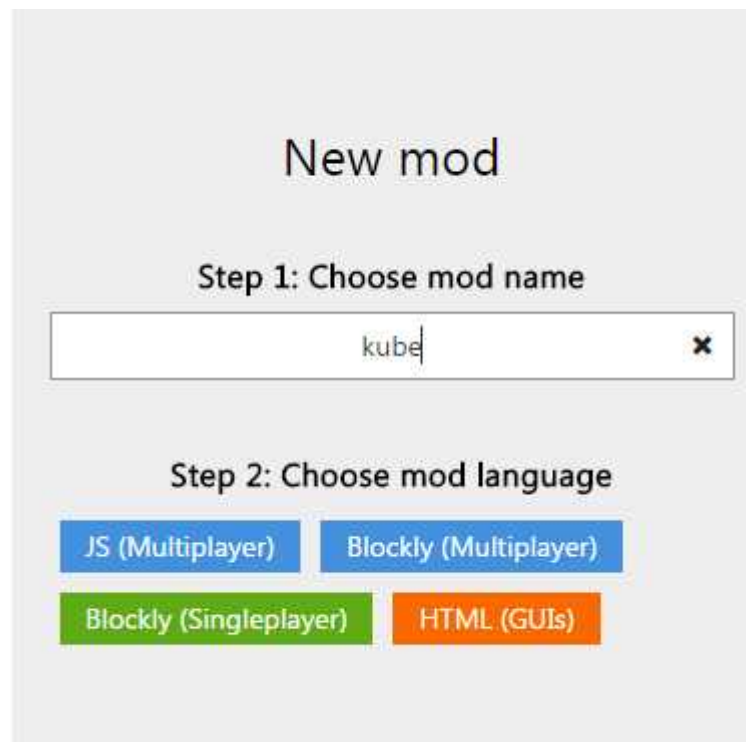 New mod
Step 1: Choose mod name
kube
Step 2: Choose mod language
JS (Multiplayer) Blockly (Multiplayer)
Blockly (Singleplayer) HTML (GUIs)